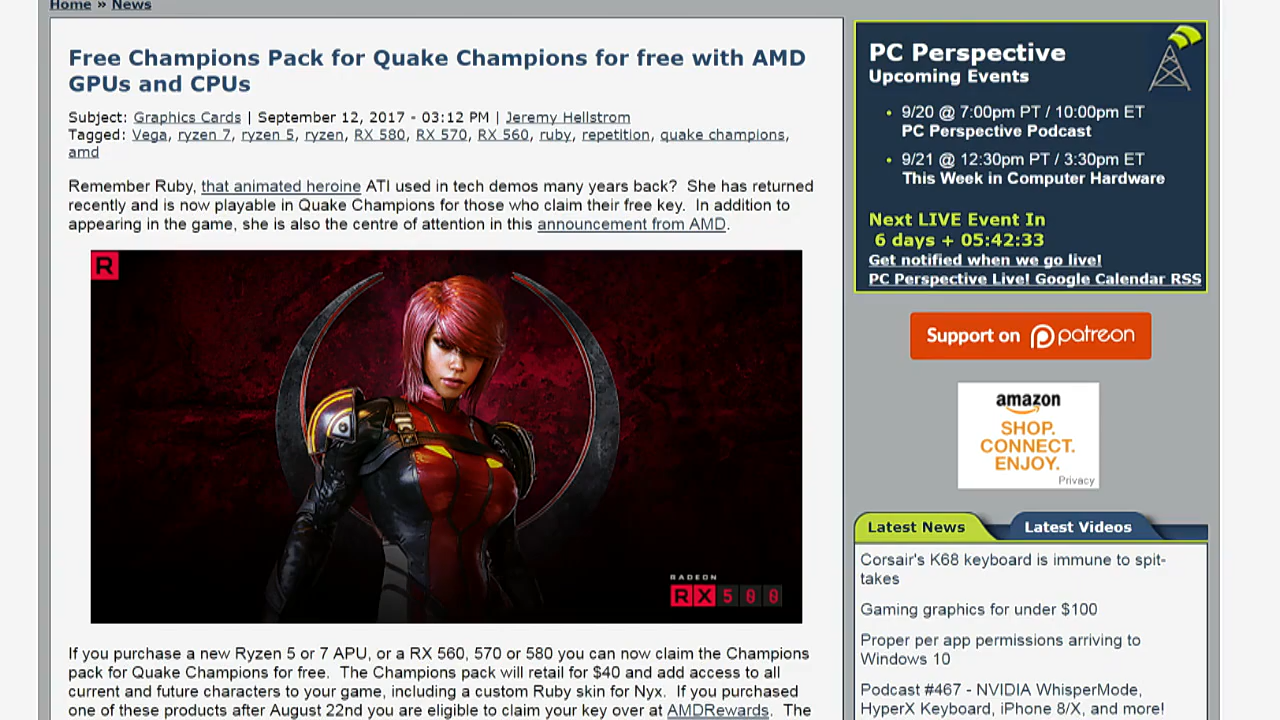 Home » News
Free Champions Pack for Quake Champions for free with AMD
GPUs and CPUs
Subject: Graphics Cards | September 12, 2017 - 03:12 PM | Jeremy Hellstrom
Tagged: Vega, ryzen 7, ryzen 5, ryzen, RX 580, RX 570, RX 560, ruby, repetition, quake champions,
amd
Remember Ruby, that animated heroine ATI used in tech demos many years back? She has returned
recently and is now playable in Quake Champions for those who claim their free key. In addition to
appearing in the game, she is also the centre of attention in this announcement from AMD.
R
RADEON
RX 500
If you purchase a new Ryzen 5 or 7 APU, or a RX 560, 570 or 580 you can now claim the Champions
pack for Quake Champions for free. The Champions pack will retail for $40 and add access to all
current and future characters to your game, including a custom Ruby skin for Nyx. If you purchased
one of these products after August 22nd you are eligible to claim your key over at AMDRewards. The
PC Perspective
Upcoming Events
• 9/20 @ 7:00pm PT / 10:00pm ET
PC Perspective Podcast
• 9/21 @ 12:30pm PT / 3:30pm ET
This Week in Computer Hardware
Next LIVE Event In
6 days + 05:42:33
Get notified when we go live!
PC Perspective Live! Google Calendar RSS
Support on patreon
amazon
SHOP.
CONNECT.
ENJOY.
Privacy
Latest News
Latest Videos
Corsair's K68 keyboard is immune to spit-
takes
Gaming graphics for under $100
Proper per app permissions arriving to
Windows 10
Podcast #467 - NVIDIA WhisperMode,
HyperX Keyboard, iPhone 8/X, and more!